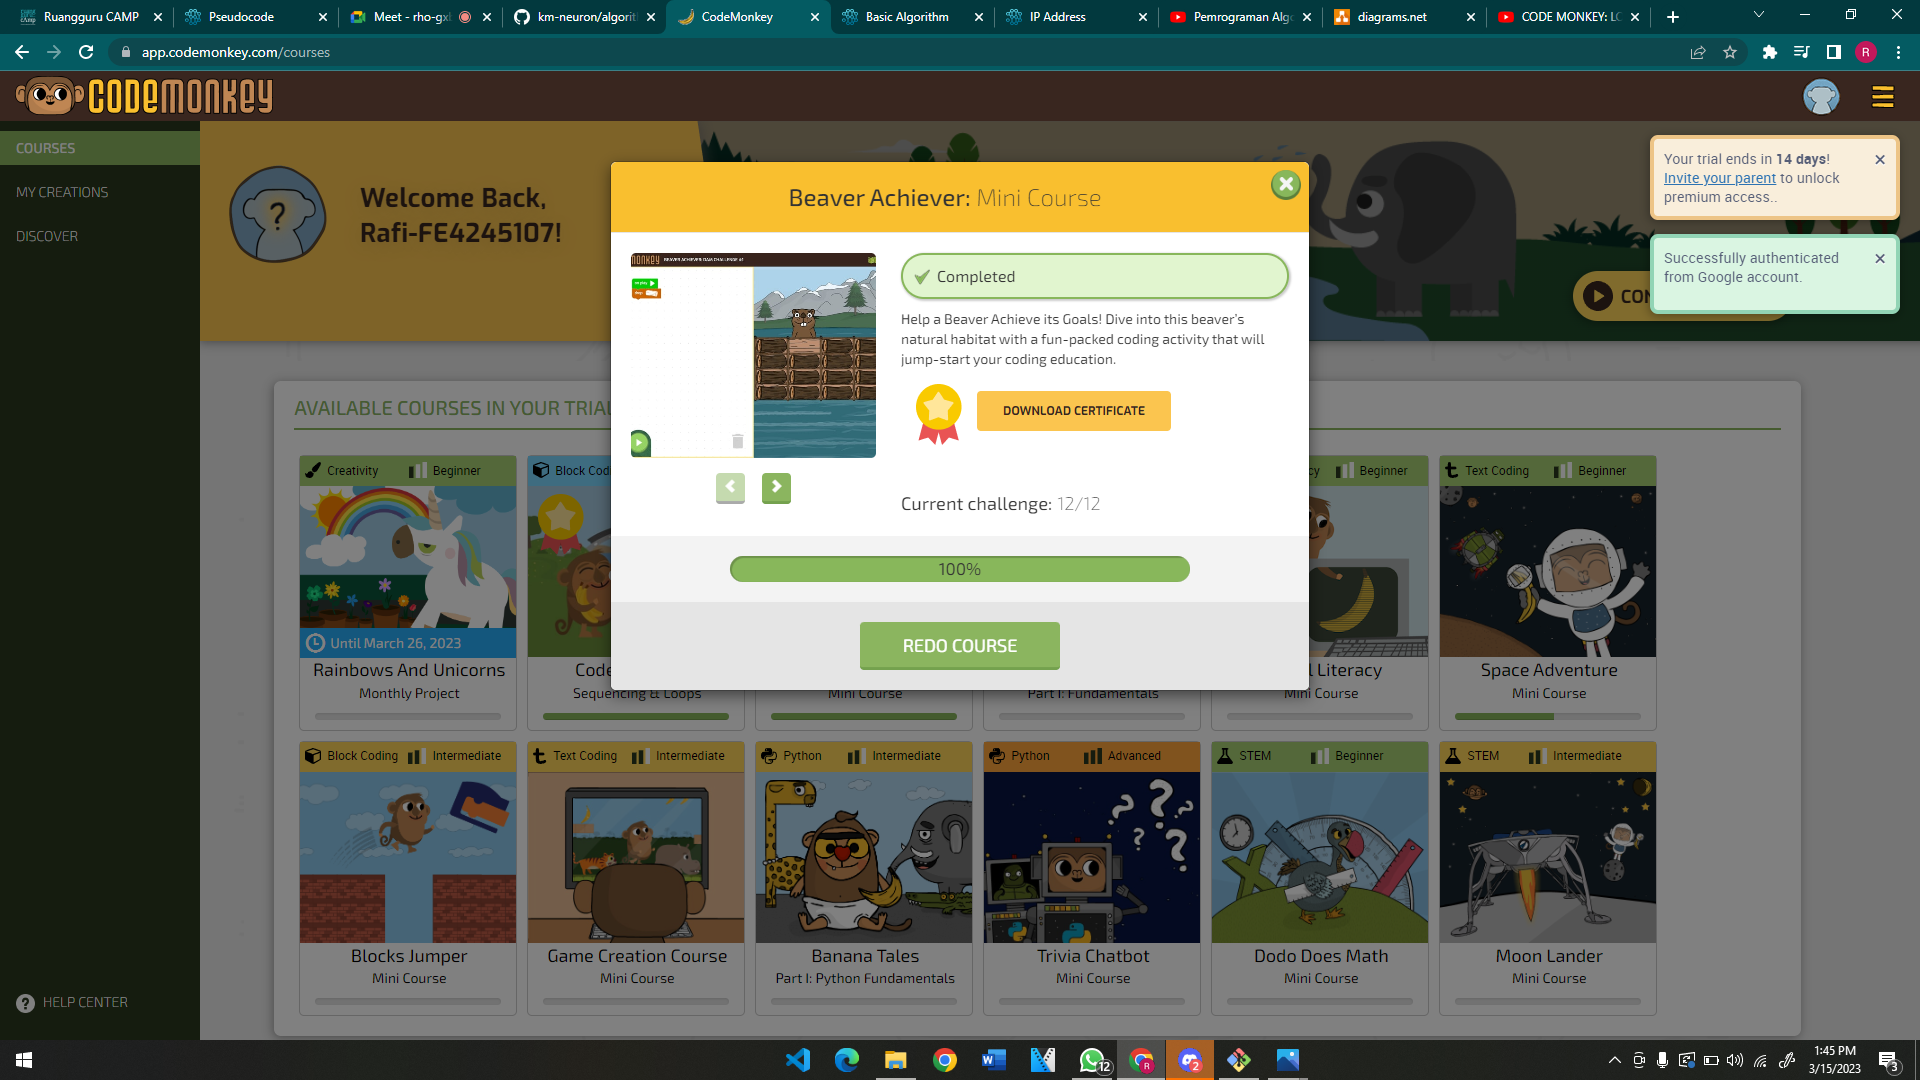 Ruangguru CAMP
Pseudocode
Meet - rho-gx
km-neuron/algorit
CodeMonkey
Basic Algorithm
IP Address
Pemrograman Alg
diagrams.net
CODE MONKEY: LO
app.codemonkey.com/courses
R
CODEMONKEY
COURSES
MY CREATIONS
DISCOVER
HELP CENTER
?
Welcome Back,
Rafi-FE4245107!
CON
Your trial ends in 14 days!
Invite your parent to unlock
premium access..
Successfully authenticated
from Google account.
Beaver Achiever: Mini Course
Completed
Help a Beaver Achieve its Goals! Dive into this beaver's
natural habitat with a fun-packed coding activity that will
jump-start your coding education.
DOWNLOAD CERTIFICATE
Current challenge: 12/12
100%
REDO COURSE
AVAILABLE COURSES IN YOUR TRIAL
Creativity Beginner
Until March 26, 2023
Rainbows And Unicorns
Monthly Project
Block Cod
Code
Sequencing & Loops
Mini Course
Part I: Fundamentals
cy Beginner
l Literacy
Mini Course
Text Coding Beginner
Space Adventure
Mini Course
Block Coding Intermediate
Blocks Jumper
Mini Course
Text Coding Intermediate
Game Creation Course
Mini Course
Python Intermediate
Banana Tales
Part I: Python Fundamentals
Python Advanced
Trivia Chatbot
Mini Course
STEM Beginner
Dodo Does Math
Mini Course
STEM Intermediate
Moon Lander
Mini Course
12
R
2
1:45 PM
3/15/2023
3